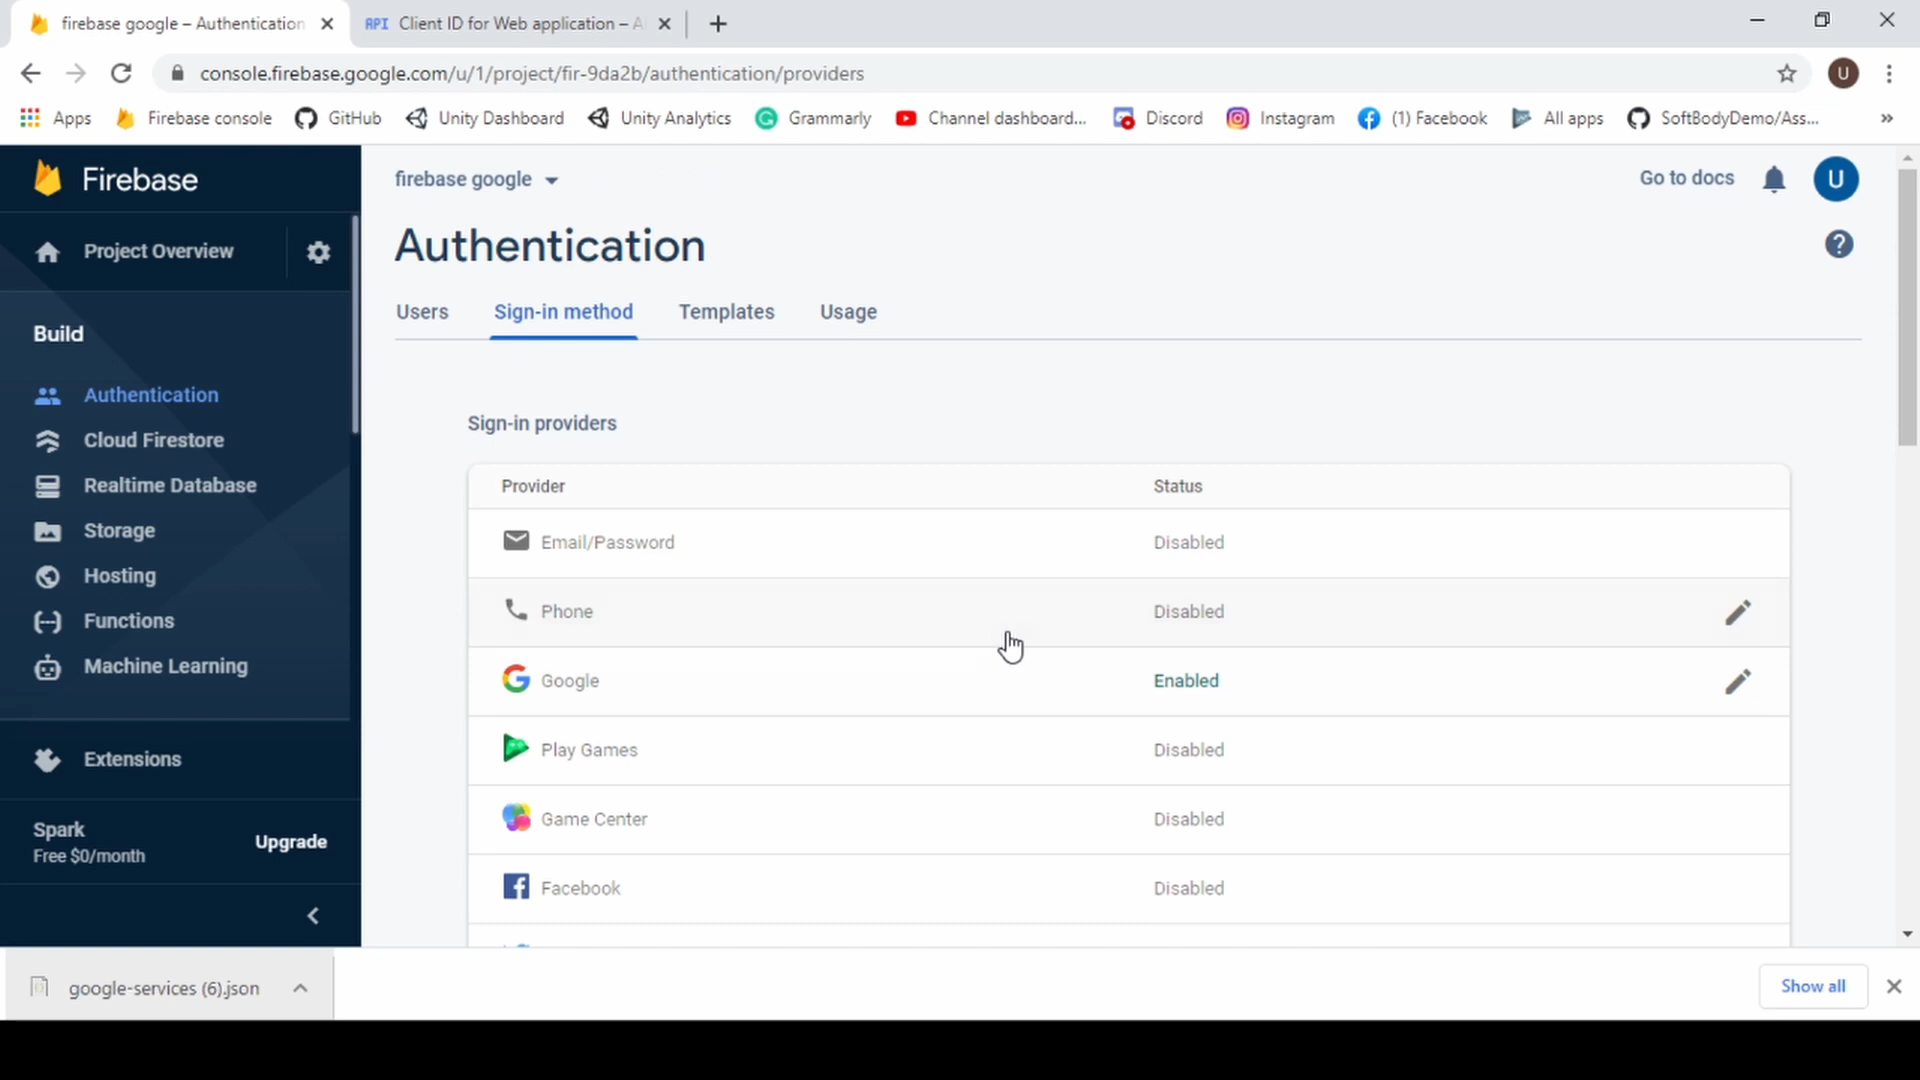 firebase google – Authentication
API Client ID for Web application – A
console.firebase.google.com/u/1/project/fir-9da2b/authentication/providers
U
Apps
Firebase console
GitHub
Unity Dashboard
Unity Analytics
Grammarly
Channel dashboard...
Discord
Instagram
(1) Facebook
All apps
SoftBodyDemo/Ass...
»
Firebase
firebase google
Go to docs
U
Project Overview
Authentication
Users
Sign-in method
Templates
Usage
Build
Authentication
Cloud Firestore
Realtime Database
Storage
Hosting
Functions
Machine Learning
Extensions
Spark
Free $0/month
Upgrade
Sign-in providers
Provider
Status
Email/Password
Disabled
Phone
Disabled
Google
Enabled
Play Games
Disabled
Game Center
Disabled
Facebook
Disabled
google-services (6).json
Show all